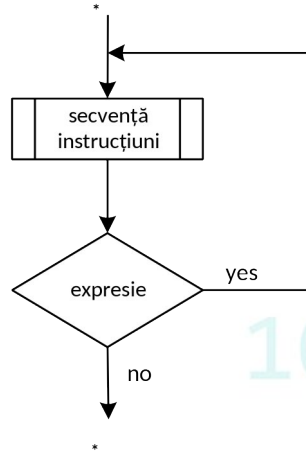 *
secvență
instrucțiuni
expresie
yes
no
*